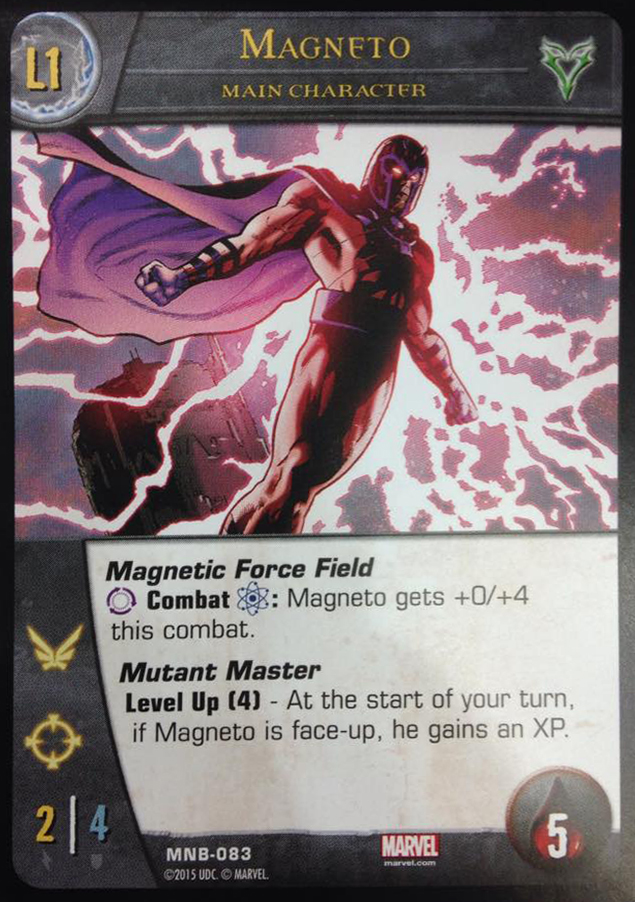 L1
MAGNETO
MAIN CHARACTER
Magnetic Force Field
Combat : Magneto gets +0/+4
this combat.
Mutant Master
Level Up (4) - At the start of your turn,
if Magneto is face-up, he gains an XP.
2 | 4
5
MNB-083
MARVEL
marvel.com
©2015 UDC. © MARVEL.